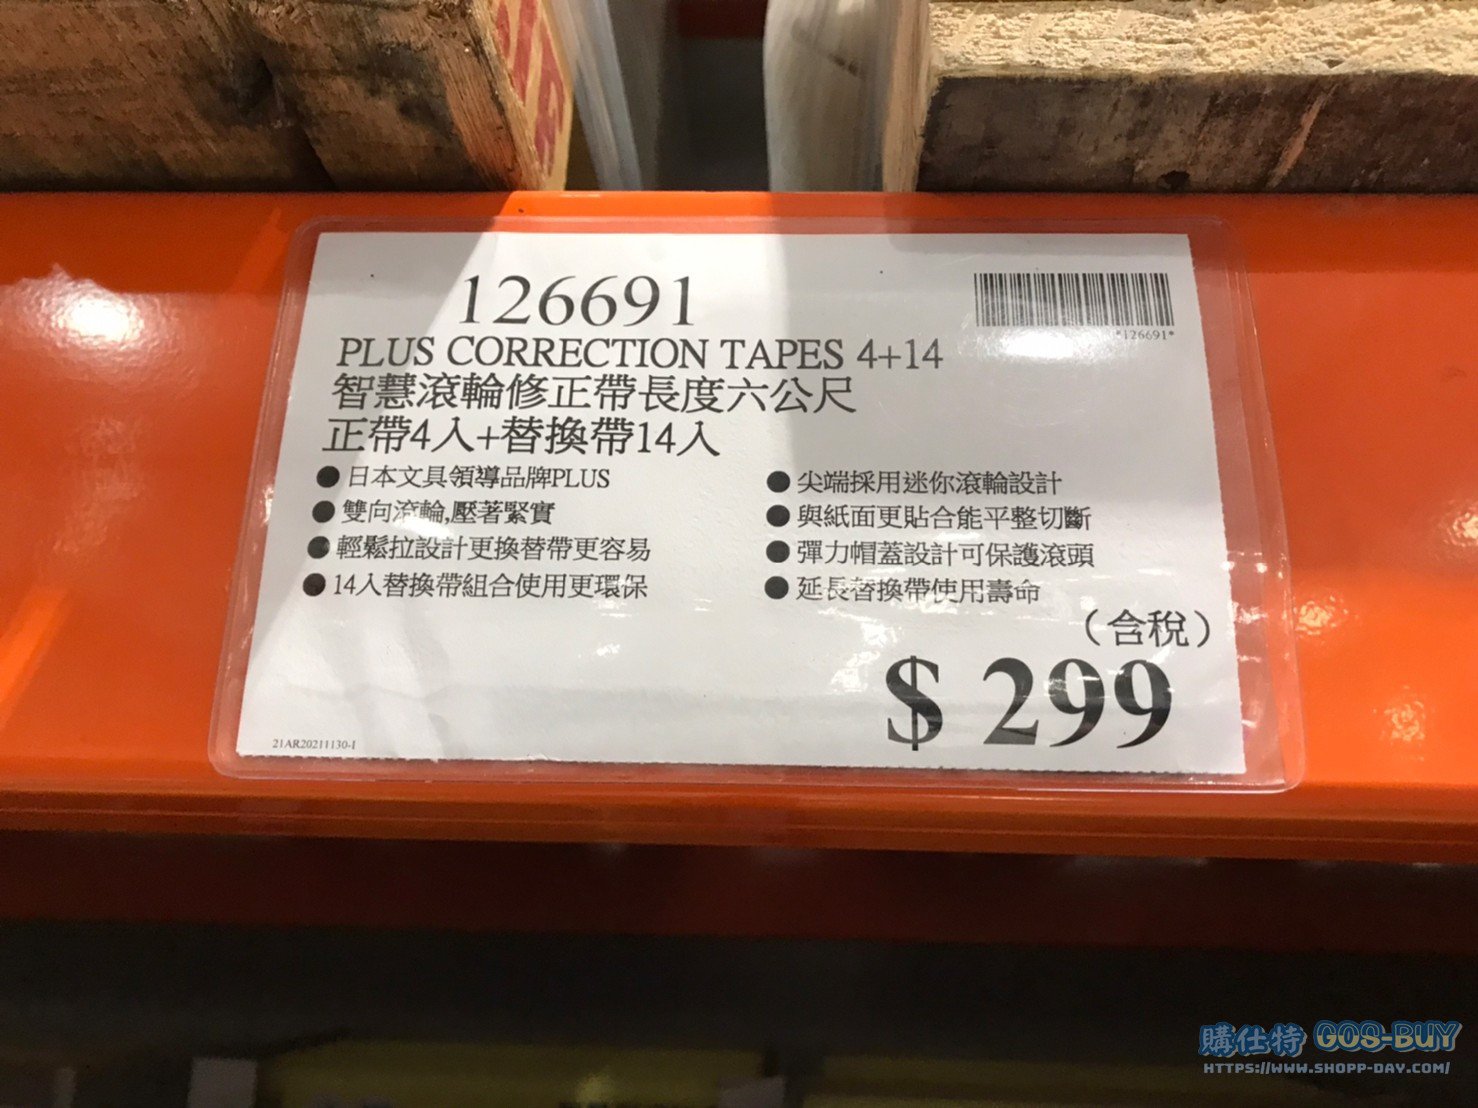 126691
*126691*
PLUS CORRECTION TAPES 4+14
智慧滾輪修正帶長度六公尺
正帶4入+替換帶14入
●日本文具領導品牌PLUS
●雙向滾輪,壓著緊實
●輕鬆拉設計更換替帶更容易
●14入替換帶組合使用更環保
●尖端採用迷你滾輪設計
●與紙面更貼合能平整切斷
●彈力帽蓋設計可保護滾頭
●延長替換帶使用壽命
(含稅)
$ 299
21AR20211130-1
購仕特 GOS-BUY
HTTPS://WWW.SHOPP-DAY.COM/